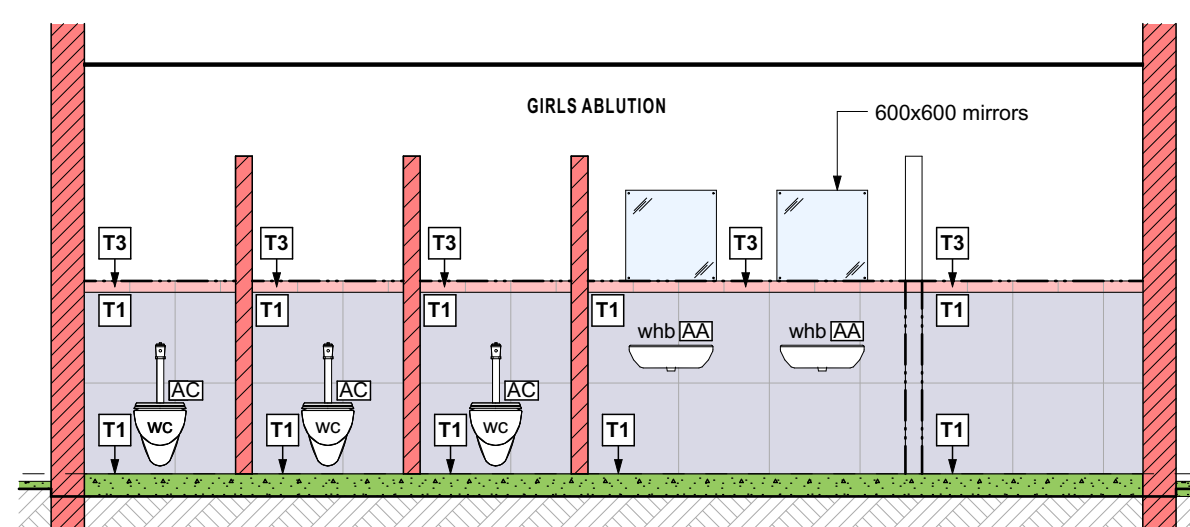 GIRLS ABLUTION
600x600 mirrors
T3
T3
T3
T3
T3
T1
T1
T1
T1
T1
whb AA
whb AA
AC
AC
AC
WC
WC
WC
T1
T1
T1
T1
T1